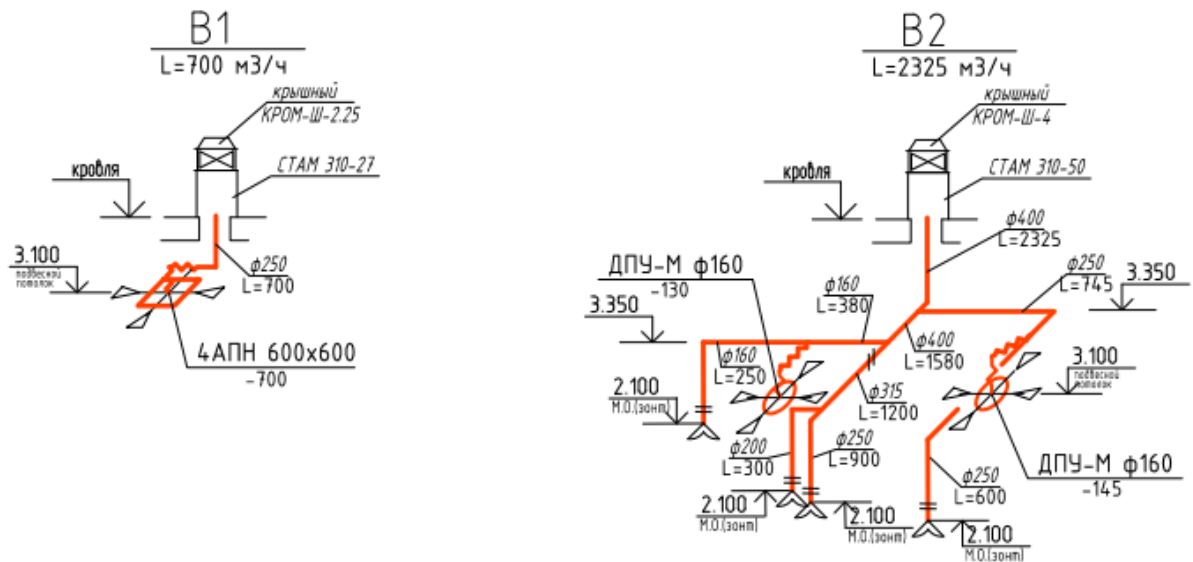 В1
L=700 м3/ч
крышный
КРОМ-Ш-2.25
СТАМ 310-27
кровля
ф250
L=700
3.100
подвесной
потолок
4АПН 600х600
-700
В2
L=2325 м3/ч
крышный
КРОМ-Ш-4
СТАМ 310-50
кровля
ф400
L=2325
ДПУ-М ф160
-130
ф160
L=380
ф250
L=745
3.350
3.350
ф400
L=1580
ф160
L=250
3.100
подвесной
потолок
2.100
М.О.(зонт)
ф315
L=1200
ф200
L=300
ф250
L=900
ДПУ-М ф160
-145
ф250
L=600
2.100
М.О.(зонт)
2.100
М.О.(зонт)
2.100
М.О.(зонт)